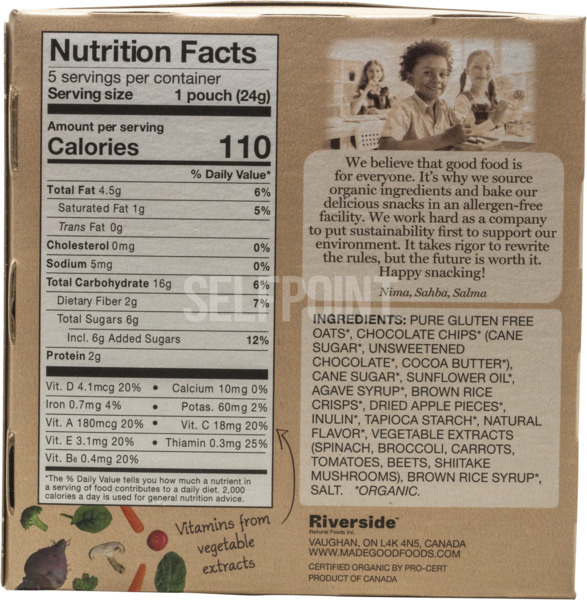 Nutrition Facts
5 servings per container
Serving size 1 pouch (24g)
Amount per serving
Calories 110
% Daily Value*
Total Fat 4.5g 6%
Saturated Fat 1g 5%
Trans Fat 0g
Cholesterol 0mg 0%
Sodium 5mg 0%
Total Carbohydrate 16g 6%
Dietary Fiber 2g 7%
Total Sugars 6g
Incl. 6g Added Sugars 12%
Protein 2g
Vit. D 4.1mcg 20% • Calcium 10mg 0%
Iron 0.7mg 4% • Potas. 60mg 2%
Vit. A 180mcg 20% • Vit. C 18mg 20%
Vit. E 3.1mg 20% • Thiamin 0.3mg 25%
Vit. B6 0.4mg 20%
*The % Daily Value tells you how much a nutrient in
a serving of food contributes to a daily diet. 2,000
calories a day is used for general nutrition advice.
Vitamins from
vegetable
extracts
We believe that good food is
for everyone. It's why we source
organic ingredients and bake our
delicious snacks in an allergen-free
facility. We work hard as a company
to put sustainability first to support our
environment. It takes rigor to rewrite
the rules, but the future is worth it.
Happy snacking!
Nima, Sahba, Salma
SELFPOINT
INGREDIENTS: PURE GLUTEN FREE
OATS*, CHOCOLATE CHIPS* (CANE
SUGAR*, UNSWEETENED
CHOCOLATE*, COCOA BUTTER*),
CANE SUGAR*, SUNFLOWER OIL*,
AGAVE SYRUP*, BROWN RICE
CRISPS*, DRIED APPLE PIECES*,
INULIN*, TAPIOCA STARCH*, NATURAL
FLAVOR*, VEGETABLE EXTRACTS
(SPINACH, BROCCOLI, CARROTS,
TOMATOES, BEETS, SHIITAKE
MUSHROOMS), BROWN RICE SYRUP*,
SALT. *ORGANIC.
Riverside™
Natural Foods Inc.
VAUGHAN, ON L4K 4N5, CANADA
WWW.MADEGOODFOODS.COM
CERTIFIED ORGANIC BY PRO-CERT
PRODUCT OF CANADA